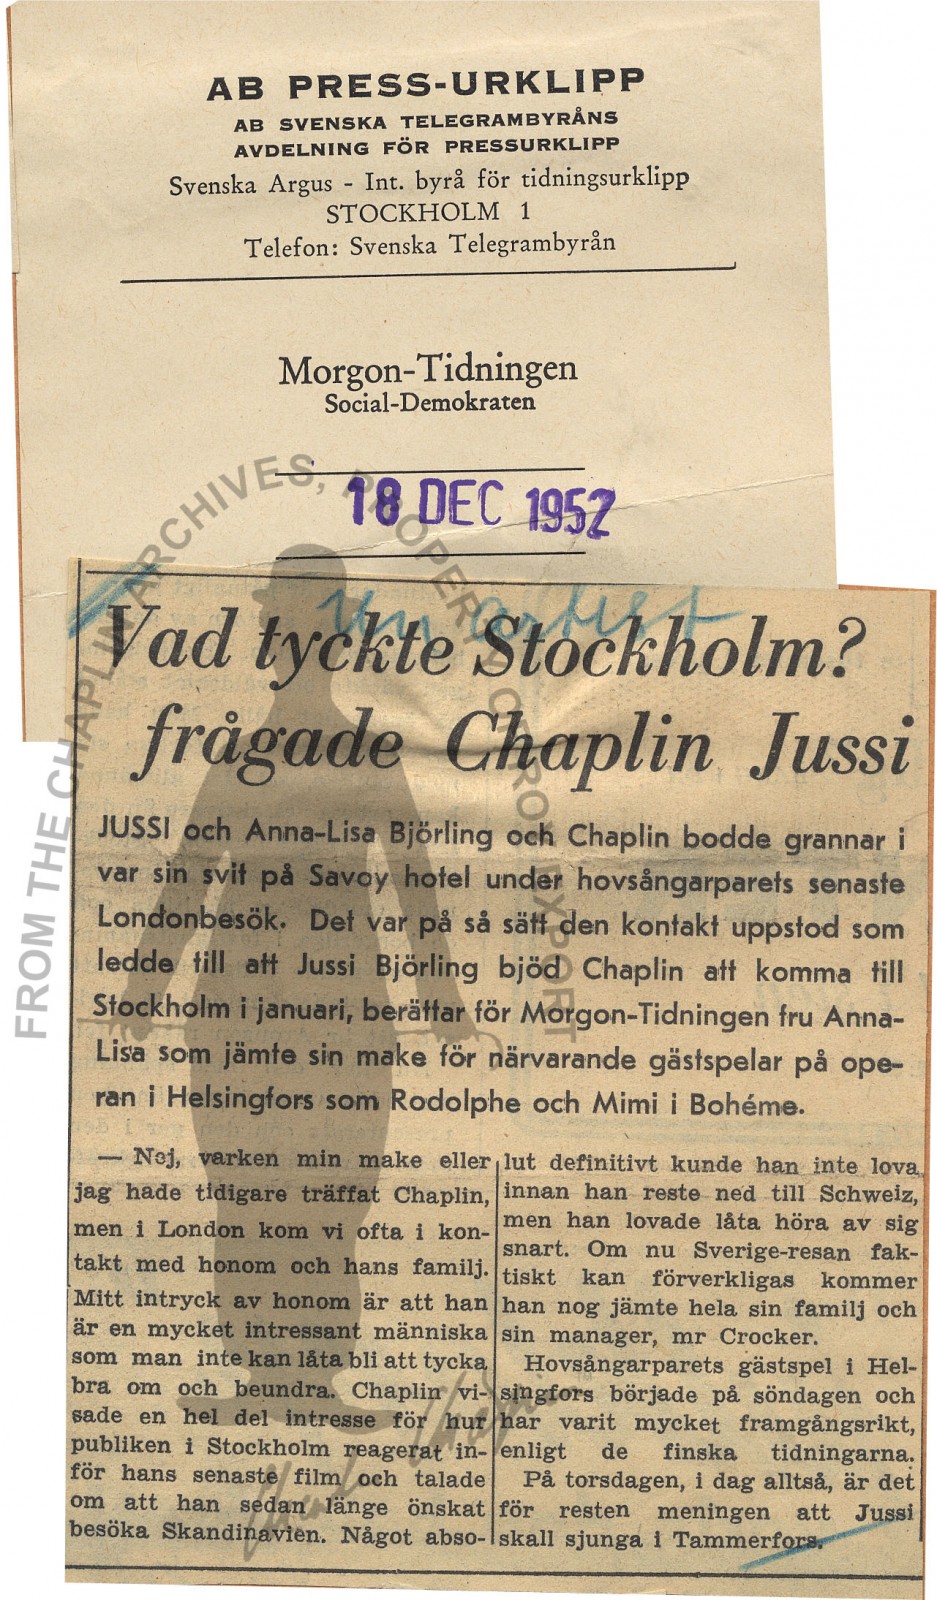 AB PRESS-URKLIPP
AB SVENSKA TELEGRAMBYRÅNS
AVDELNING FÖR PRESSURKLIPP
Svenska Argus - Int. byrå för tidningsurklipp
STOCKHOLM 1
Telefon: Svenska Telegrambyrån
Morgon-Tidningen
Social-Demokraten
18 DEC 1952
Vad tyckte Stockholm?
frågade Chaplin Jussi
JUSSI och Anna-Lisa Björling och Chaplin bodde grannar i
var sin svit på Savoy hotel under hovsångarparets senaste
Londonbesök. Det var på så sätt den kontakt uppstod som
ledde till att Jussi Björling bjöd Chaplin att komma till
Stockholm i januari, berättar för Morgon-Tidningen fru Anna-
Lisa som jämte sin make för närvarande gästspelar på ope-
ran i Helsingfors som Rodolphe och Mimi i Bohéme.
— Nej, varken min make eller
jag hade tidigare träffat Chaplin,
men i London kom vi ofta i kon-
takt med honom och hans familj.
Mitt intryck av honom är att han
är en mycket intressant människa
som man inte kan låta bli att tycka
bra om och beundra. Chaplin vi-
sade en hel del intresse för hur
publiken i Stockholm reagerat in-
för hans senaste film och talade
om att han sedan länge önskat
besöka Skandinavien. Något abso-
lut definitivt kunde han inte lova
innan han reste ned till Schweiz,
men han lovade låta höra av sig
snart. Om nu Sverige-resan fak-
tiskt kan förverkligas kommer
han nog jämte hela sin familj och
sin manager, mr Crocker.
Hovsångarparets gästspel i Hel-
singfors började på söndagen och
har varit mycket framgångsrikt,
enligt de finska tidningarna.
På torsdagen, i dag alltså, är det
för resten meningen att Jussi
skall sjunga i Tammerfors.
FROM THE CHAPLIN ARCHIVES, PROPERTY OF ROY EXPORT